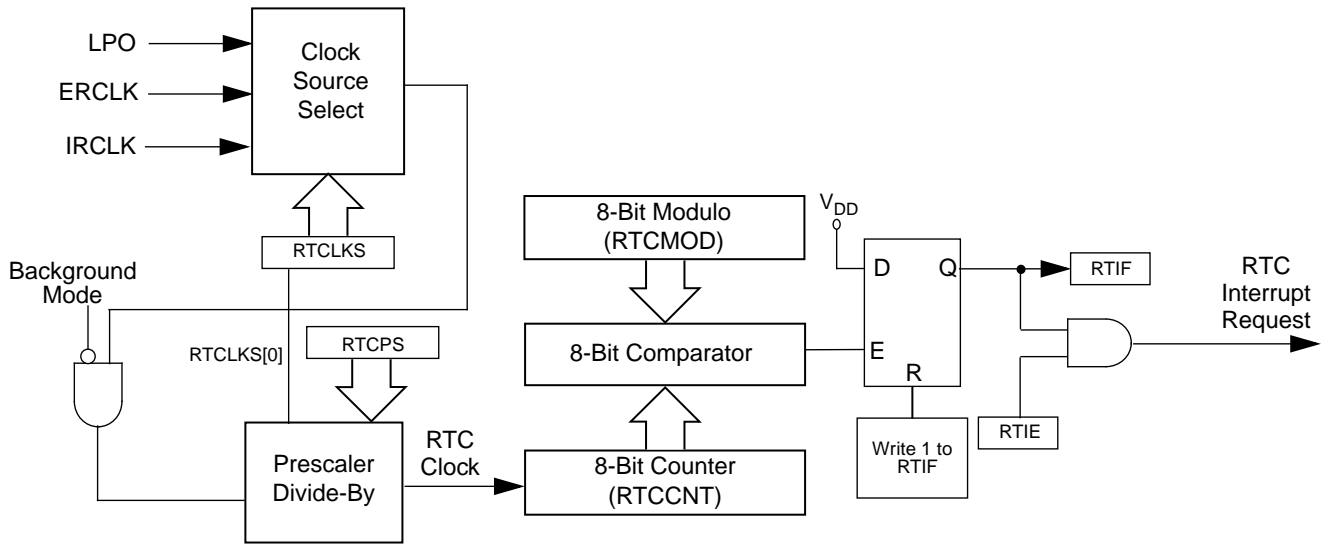 LPO
ERCLK
IRCLK
Clock
Source
Select
RTCLKS
Background
Mode
RTCLKS[0]
RTCPS
Prescaler
Divide-By
RTC
Clock
8-Bit Modulo
(RTCMOD)
8-Bit Comparator
8-Bit Counter
(RTCCNT)
VDD
D
Q
E
R
Write 1 to
RTIF
RTIF
RTIE
RTC
Interrupt
Request